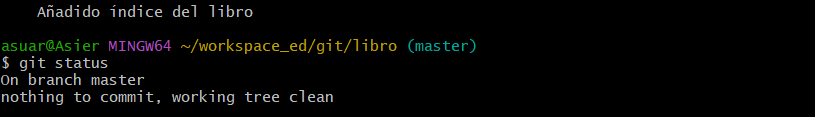 Añadido índice del libro
asuar@Asier MINGW64 ~/workspace_ed/git/libro (master)
$ git status
On branch master
nothing to commit, working tree clean